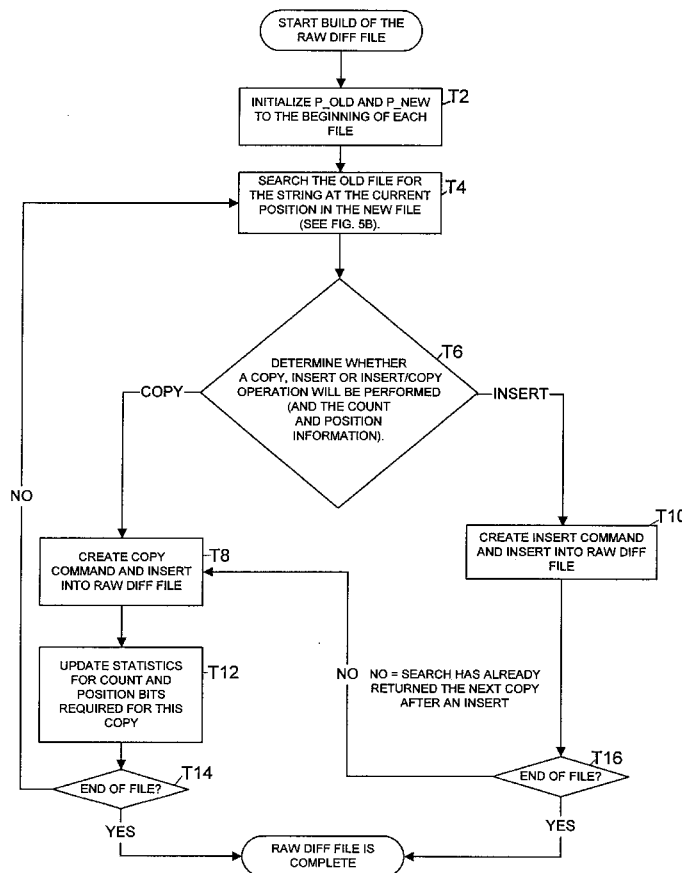 START BUILD OF THE
RAW DIFF FILE
T2
INITIALIZE P_OLD AND P_NEW
TO THE BEGINNING OF EACH
FILE
T4
SEARCH THE OLD FILE FOR
THE STRING AT THE CURRENT
POSITION IN THE NEW FILE
(SEE FIG. 5B).
T6
DETERMINE WHETHER
A COPY, INSERT OR INSERT/COPY
OPERATION WILL BE PERFORMED
(AND THE COUNT
AND POSITION
INFORMATION).
COPY
INSERT
NO
T8
CREATE COPY
COMMAND AND INSERT
INTO RAW DIFF FILE
T10
CREATE INSERT COMMAND
AND INSERT INTO RAW DIFF
FILE
T12
UPDATE STATISTICS
FOR COUNT AND
POSITION BITS
REQUIRED FOR THIS
COPY
NO
NO = SEARCH HAS ALREADY
RETURNED THE NEXT COPY
AFTER AN INSERT
T14
END OF FILE?
T16
END OF FILE?
YES
YES
RAW DIFF FILE IS
COMPLETE